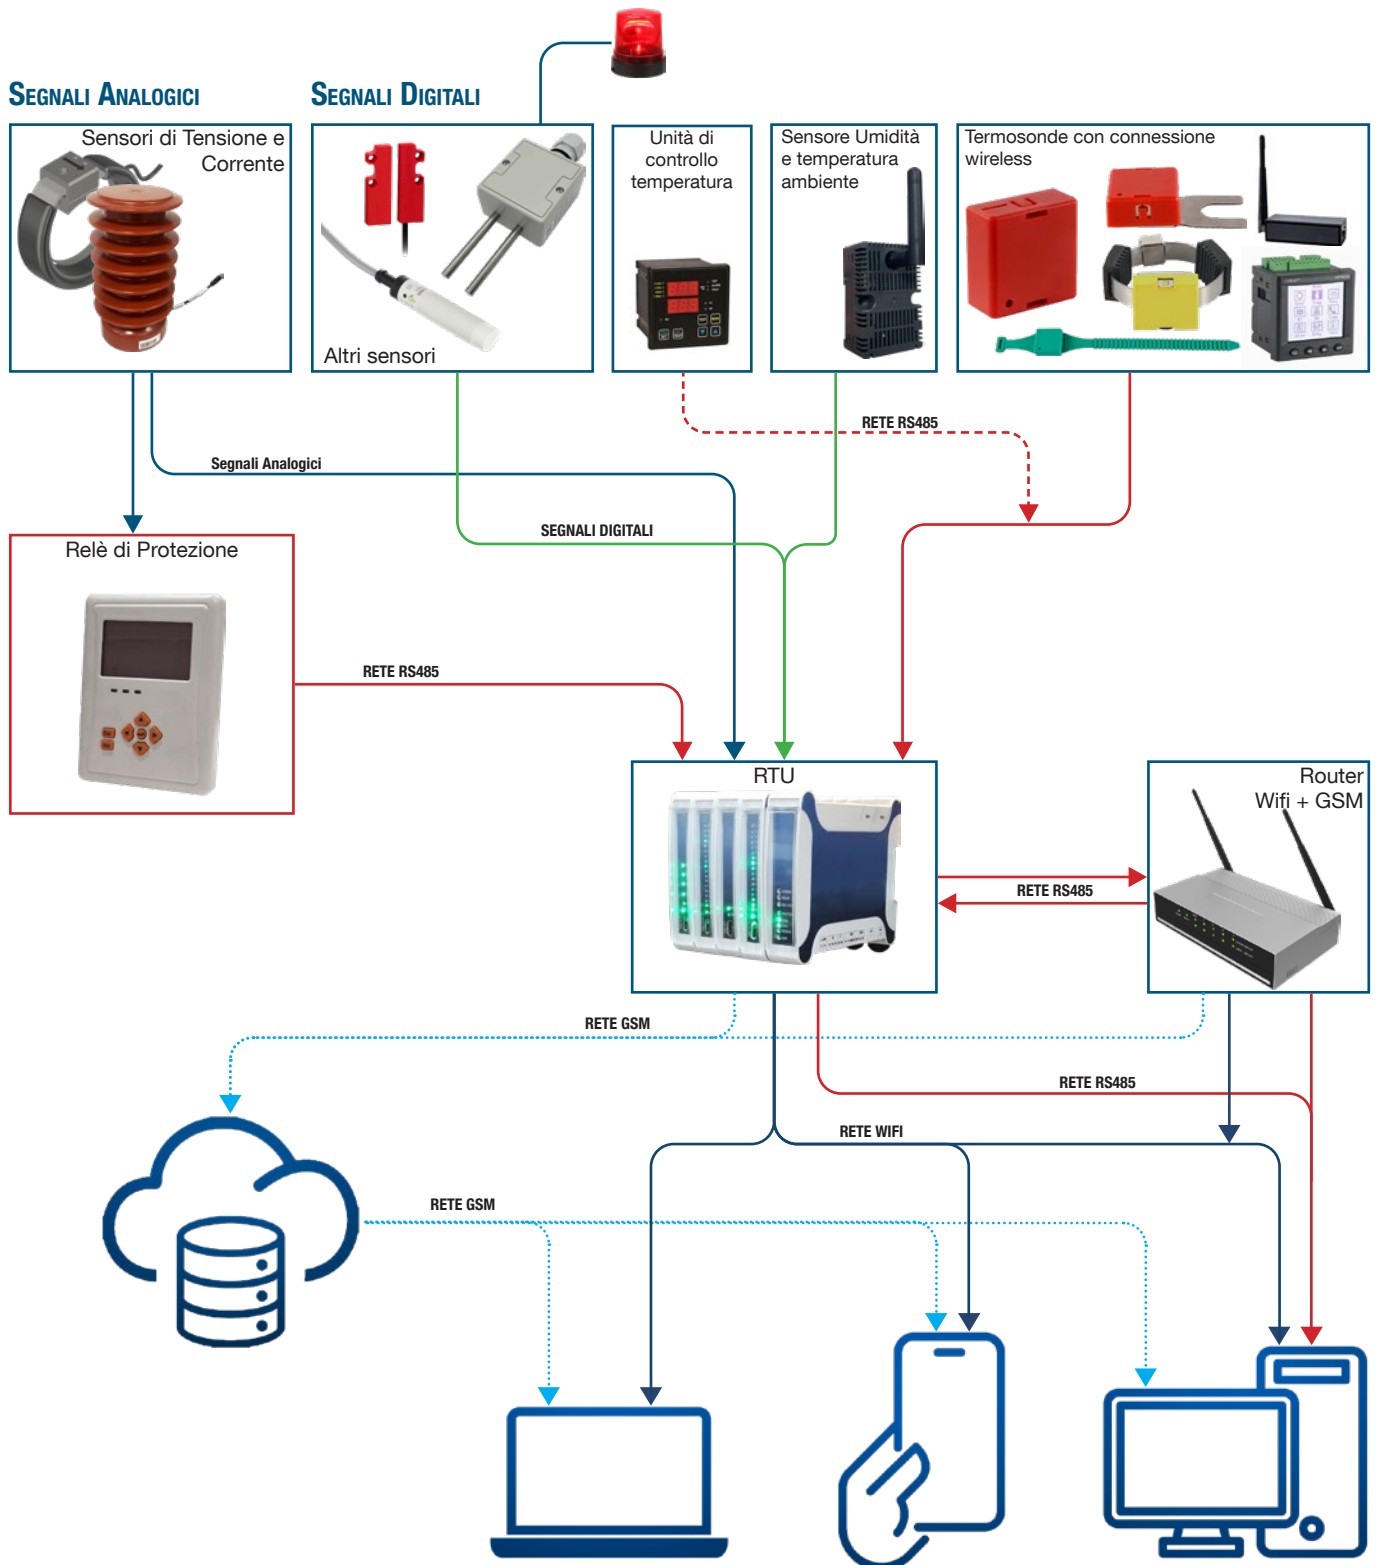 SEGNALI ANALOGICI
SEGNALI DIGITALI
Sensori di Tensione e
Corrente
Altri sensori
Unità di
controllo
temperatura
Sensore Umidità
e temperatura
ambiente
Termosonde con connessione
wireless
RETE RS485
Segnali Analogici
SEGNALI DIGITALI
Relè di Protezione
RETE RS485
RTU
Router
Wifi + GSM
RETE RS485
RETE GSM
RETE RS485
RETE WIFI
RETE GSM